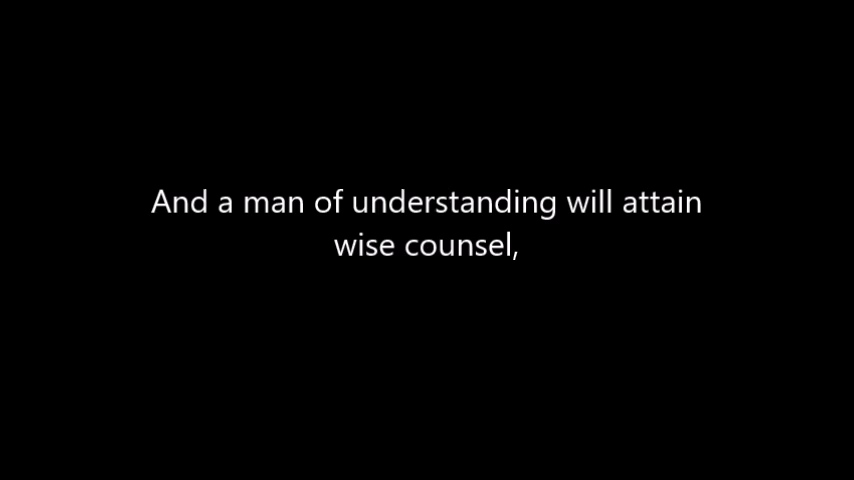 And a man of understanding will attain
wise counsel,